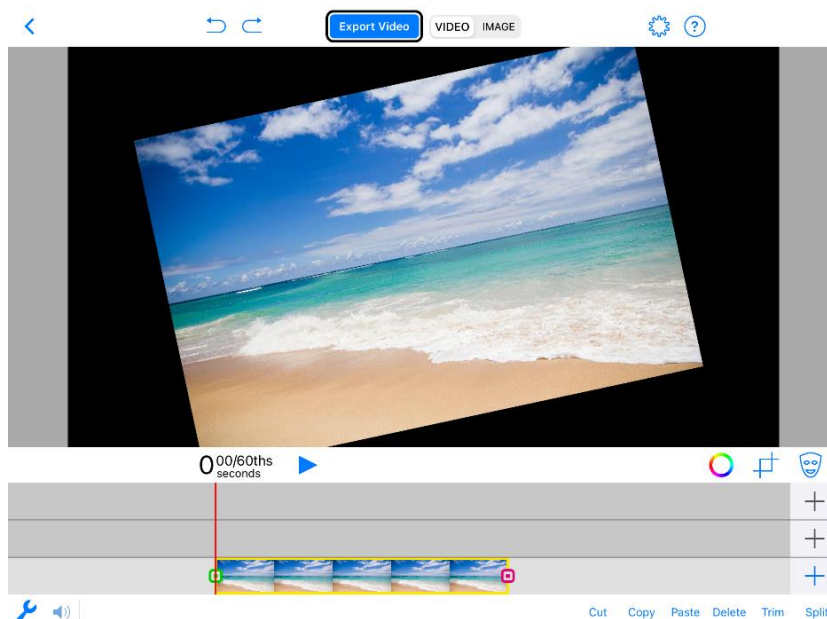 Export Video VIDEO IMAGE ?
0 00/60ths
seconds
Cut Copy Paste Delete Trim Split